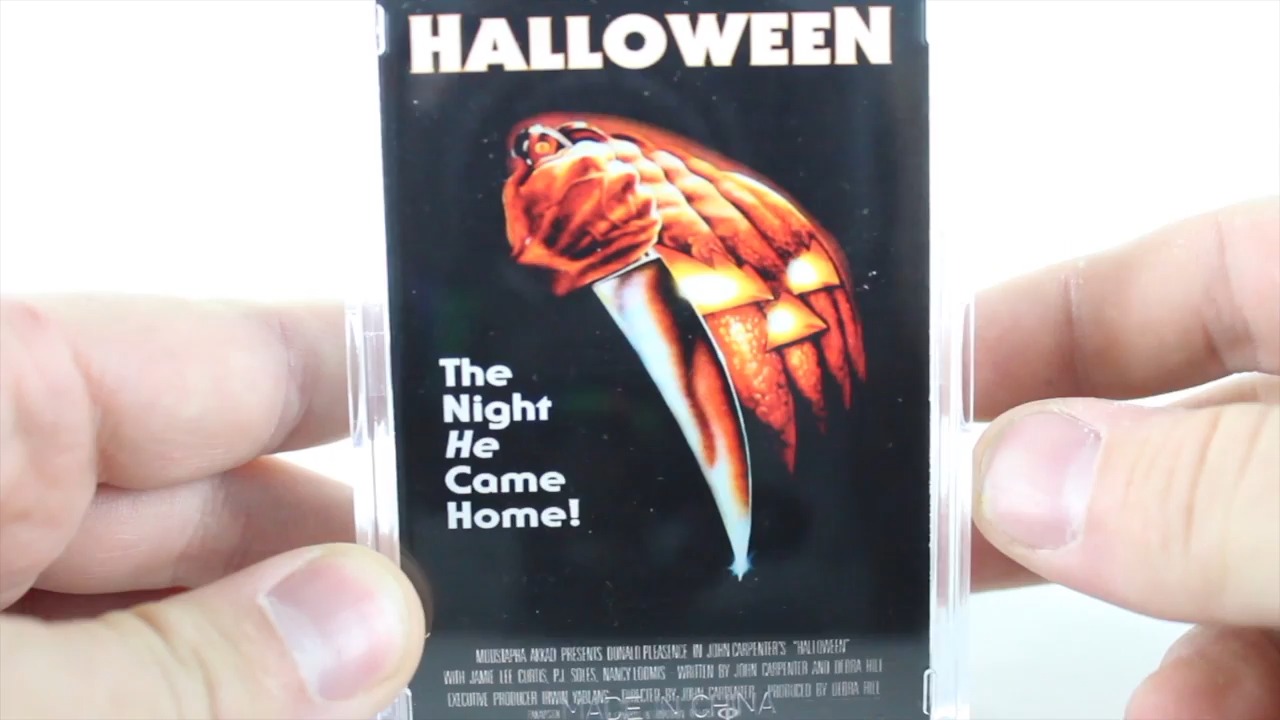 HALLOWEEN
The
Night
He
Came
Home!
MOUSTAPHA AKKAD PRESENTS DONALD PLEASENCE IN JOHN CARPENTER'S "HALLOWEEN"
WITH JAMIE LEE CURTIS, P.J. SOLES, NANCY LOOMIS WRITTEN BY JOHN CARPENTER AND DEBRA HILL
EXECUTIVE PRODUCER IRWIN YABLANS DIRECTED BY JOHN CARPENTER PRODUCED BY DEBRA HILL
MADE IN CHINA